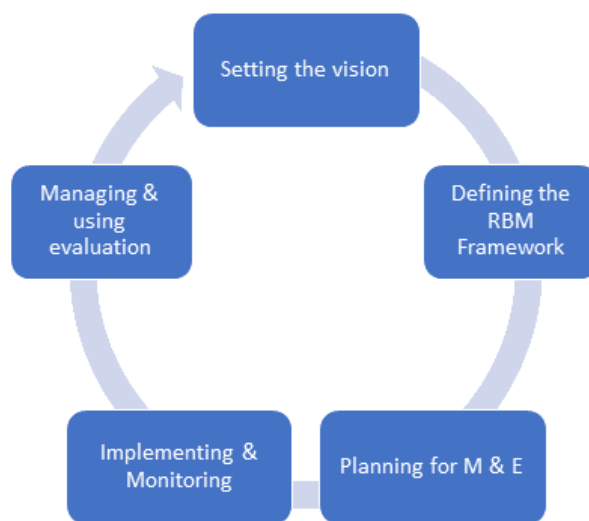 Setting the vision
Defining the
RBM
Framework
Planning for M & E
Implementing &
Monitoring
Managing &
using
evaluation